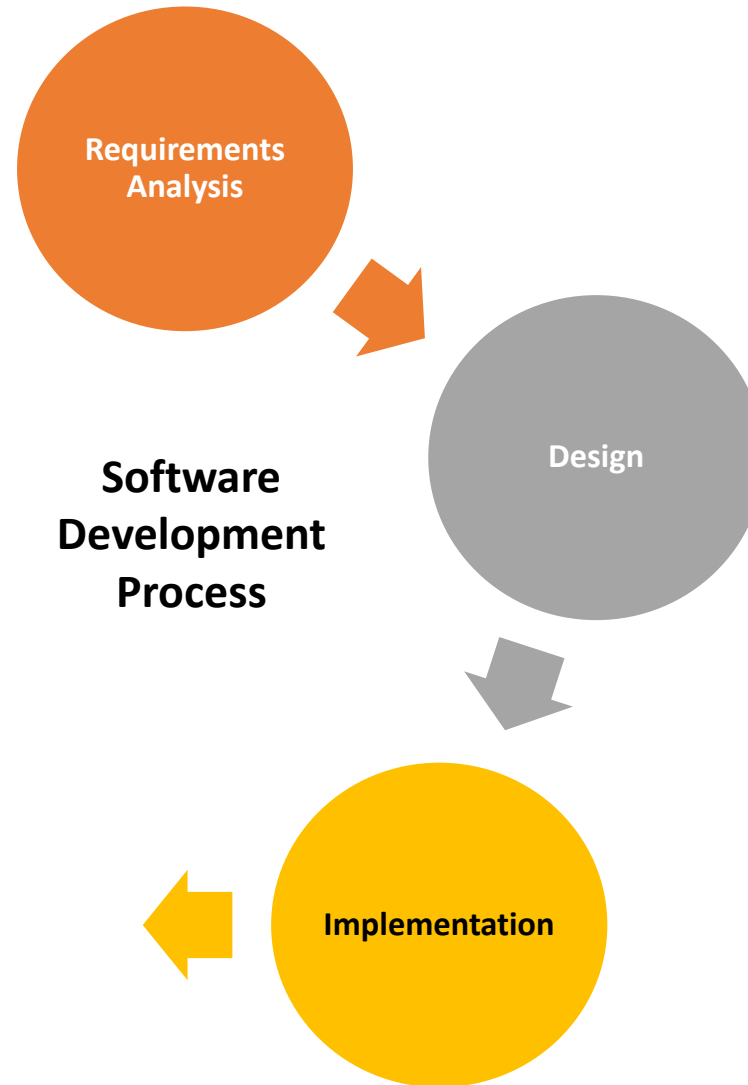 Requirements
Analysis
Design
Software
Development
Process
Implementation